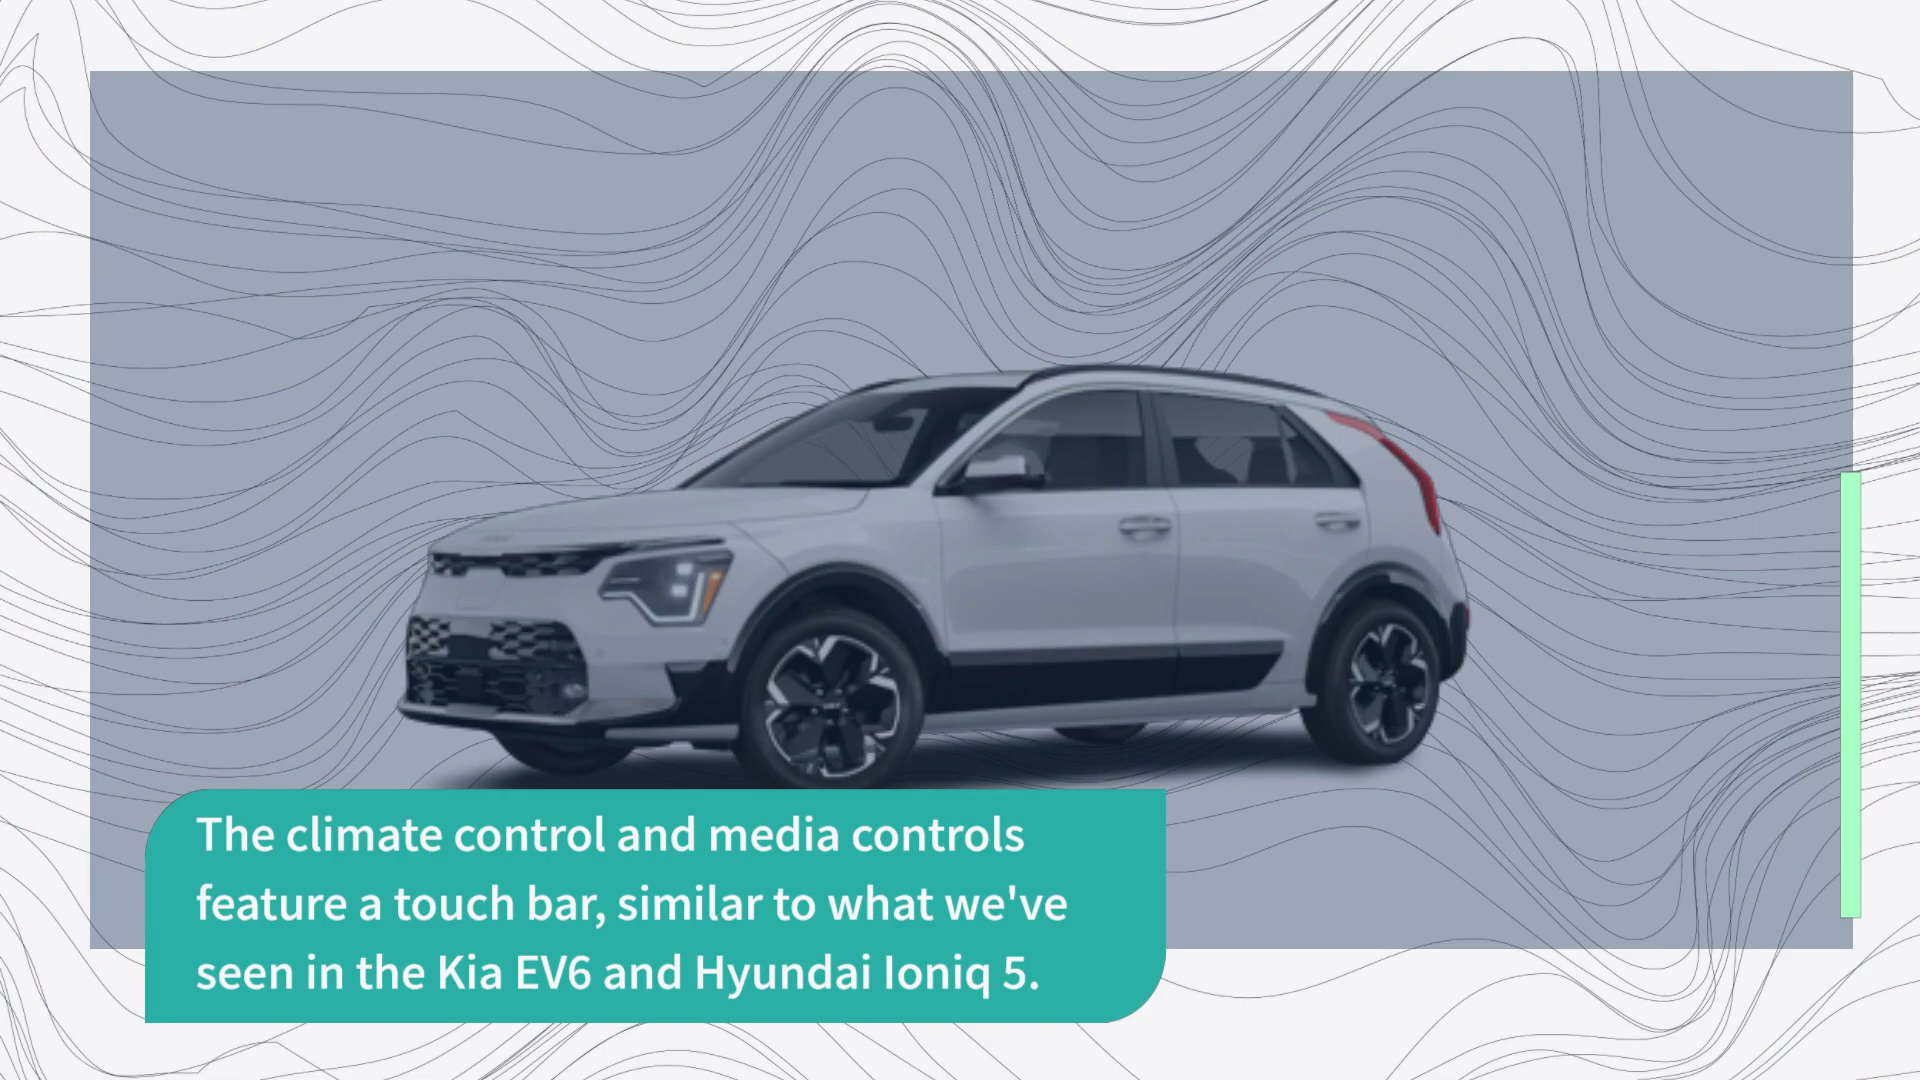 The climate control and media controls
feature a touch bar, similar to what we've
seen in the Kia EV6 and Hyundai Ioniq 5.